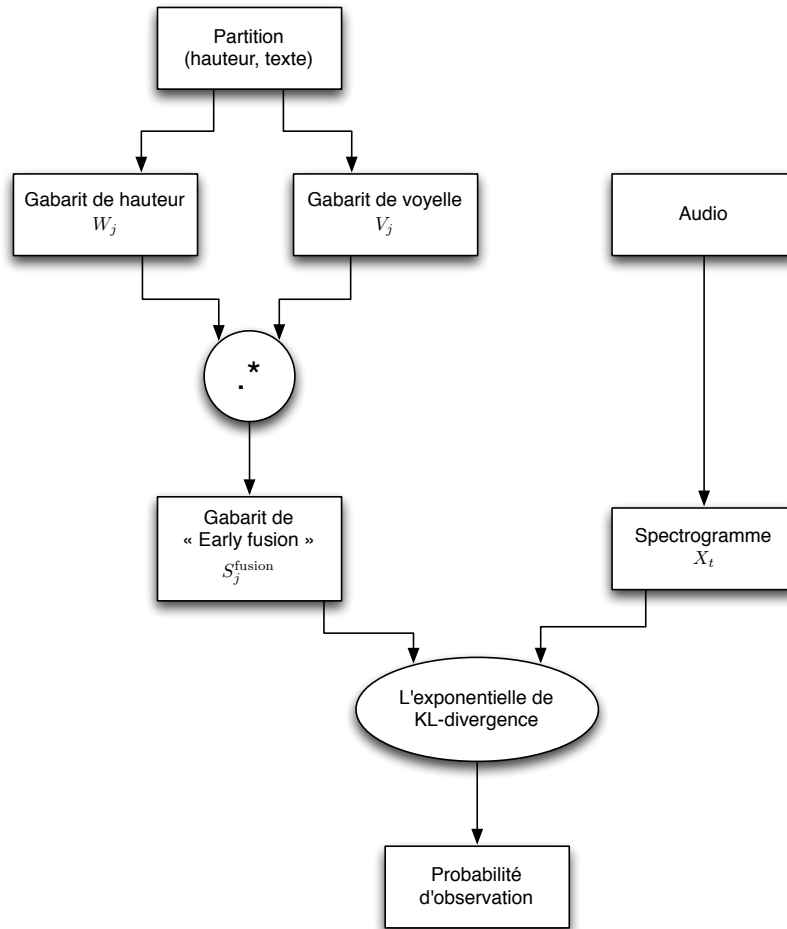 Partition
(hauteur, texte)
Gabarit de hauteur
W_j
Gabarit de voyelle
V_j
Audio
.*
Gabarit de
« Early fusion »
S_j^fusion
Spectrogramme
X_t
L'exponentielle de
KL-divergence
Probabilité
d'observation